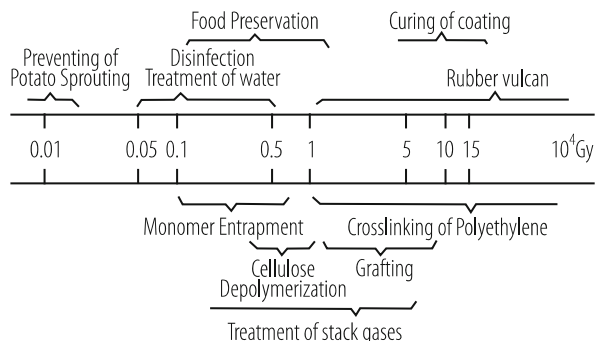 Food Preservation
Curing of coating
Preventing of
Potato Sprouting
Disinfection
Treatment of water
Rubber vulcan
0.01 0.05 0.1 0.5 1 5 10 15 10⁴Gy
Monomer Entrapment
Crosslinking of Polyethylene
Cellulose
Depolymerization
Grafting
Treatment of stack gases